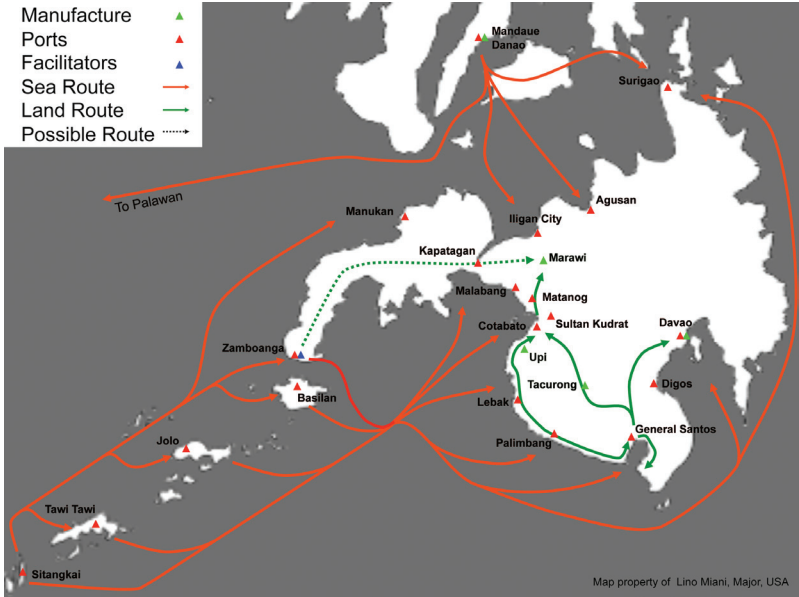 Manufacture
Ports
Facilitators
Sea Route
Land Route
Possible Route
Mandaue
Danao
Surigao
To Palawan
Manukan
Agusan
Iligan City
Kapatagan
Marawi
Malabang
Matanog
Cotabato
Sultan Kudrat
Davao
Zamboanga
Upi
Basilan
Tacurong
Digos
Lebak
General Santos
Jolo
Palimbang
Tawi Tawi
Sitangkai
Map property of Lino Miani, Major, USA